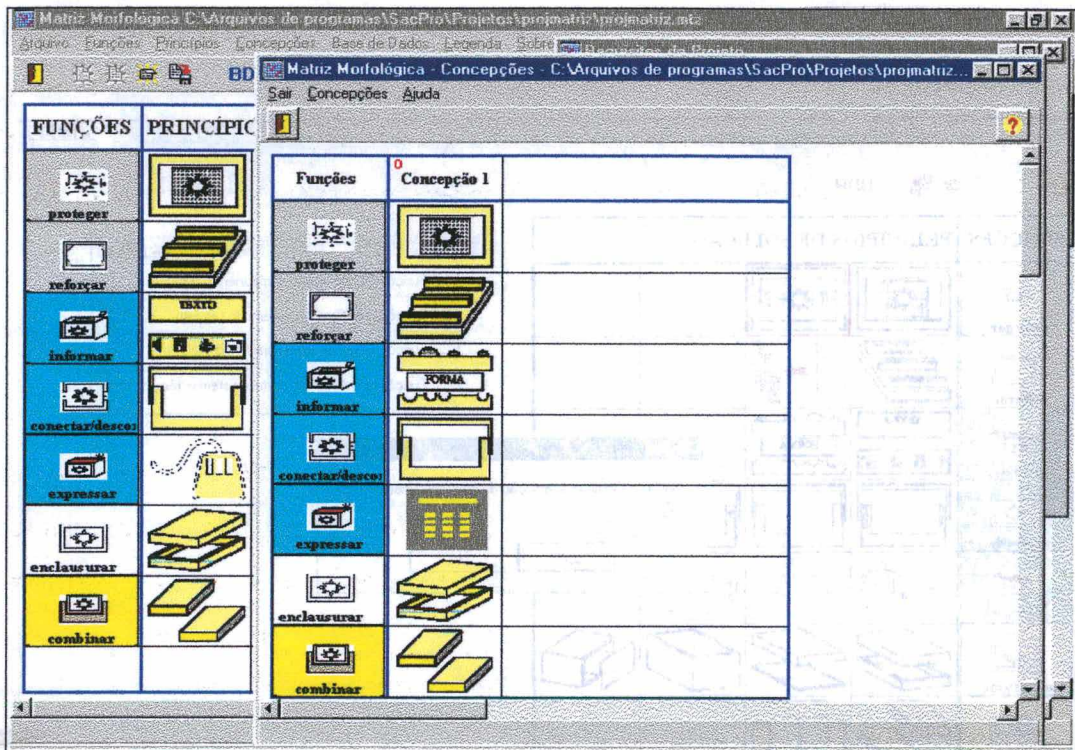 Matriz Morfológica C:\Arquivos de programas\SacPro\Projetos\projmatriz\projmatriz.mtz
Arquivo Funções Princípios Concepções Base de Dados Legenda Sobre
BD
FUNÇÕES PRINCÍPIO
proteger
reforçar
TEXTO
informar
conectar/desco
expressar
enclausurar
combinar
Matriz Morfológica - Concepções - C:\Arquivos de programas\SacPro\Projetos\projmatriz...
Sair Concepções Ajuda
?
Funções
0
Concepção 1
proteger
reforçar
FORMA
informar
conectar/desco
expressar
enclausurar
combinar